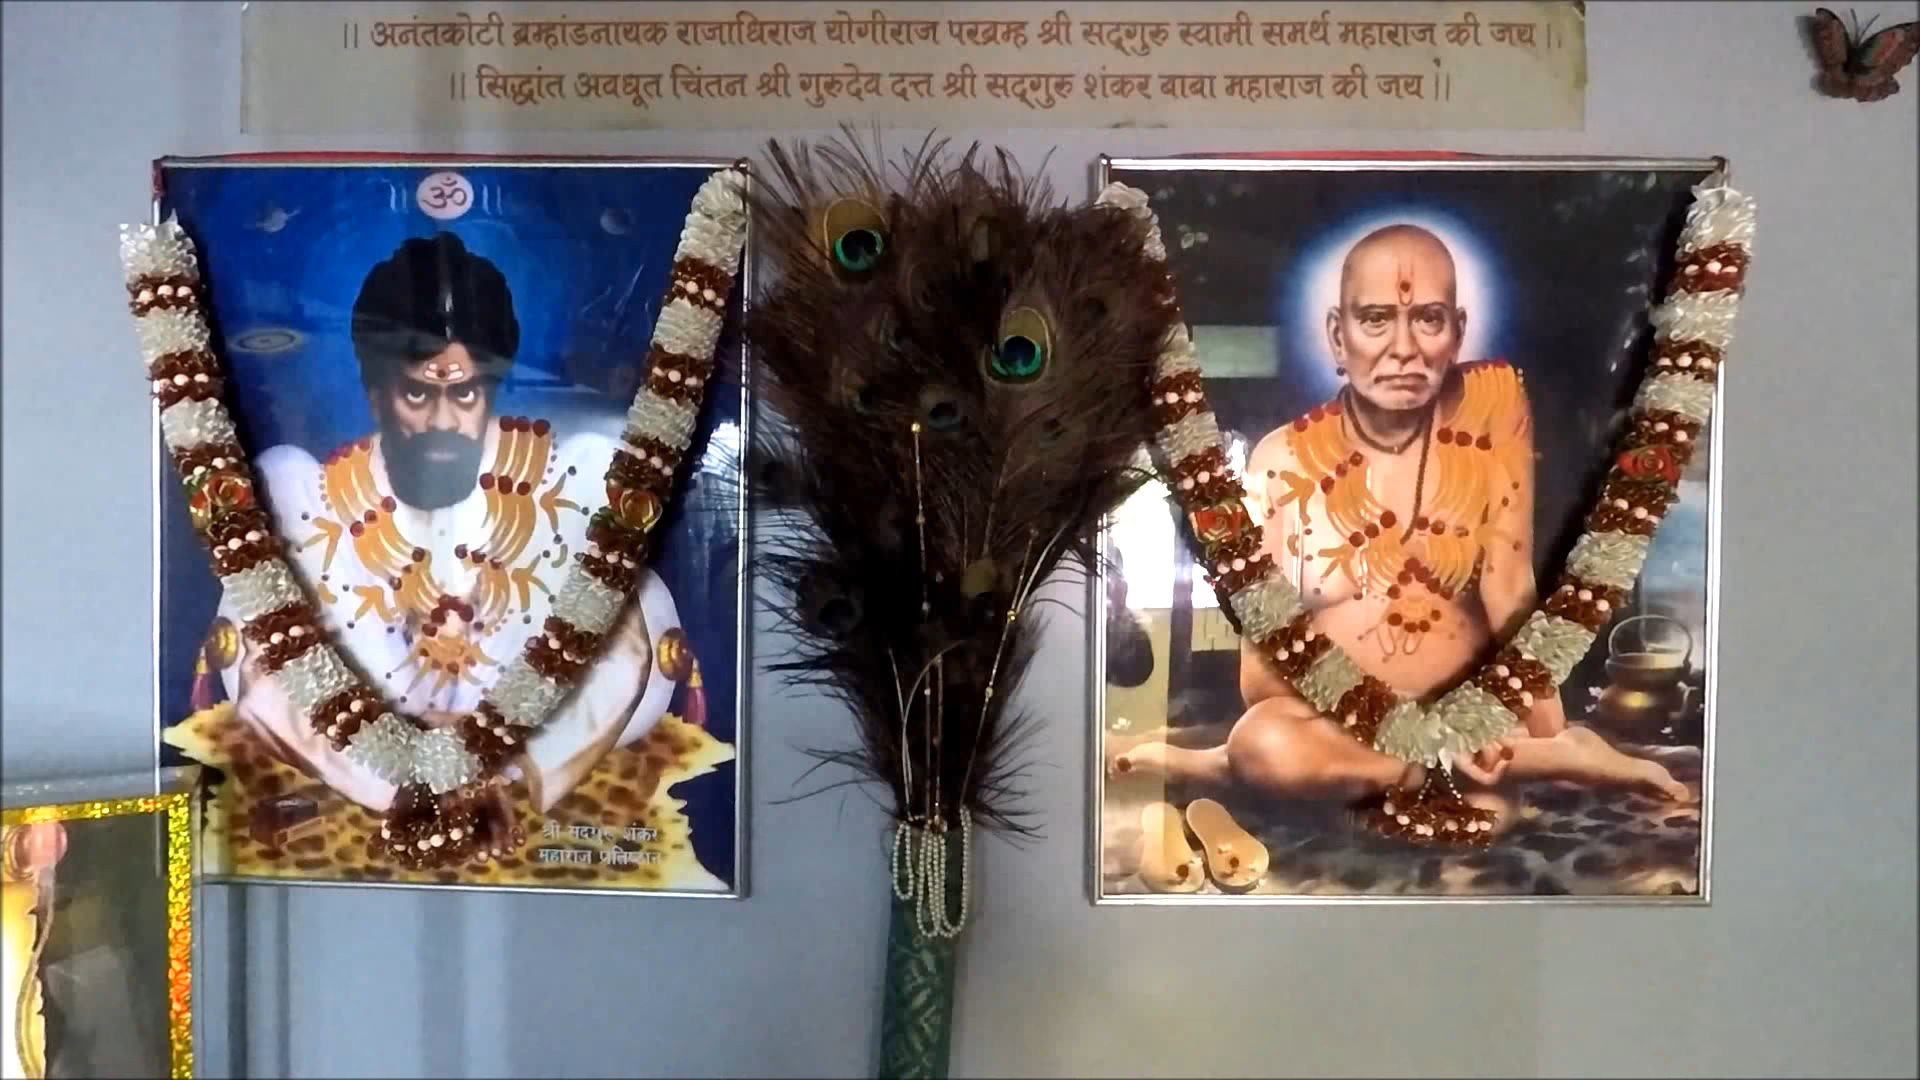 || अनंतकोटी ब्रम्हांडनायक राजाधिराज योगीराज परब्रम्ह श्री सद्गुरु स्वामी समर्थ महाराज की जय ||
|| सिद्धांत अवधूत चिंतन श्री गुरुदेव दत्त श्री सद्गुरु शंकर बाबा महाराज की जय ||
|| ॐ ||
श्री सदगुरू शंकर
महाराज प्रतिष्ठान